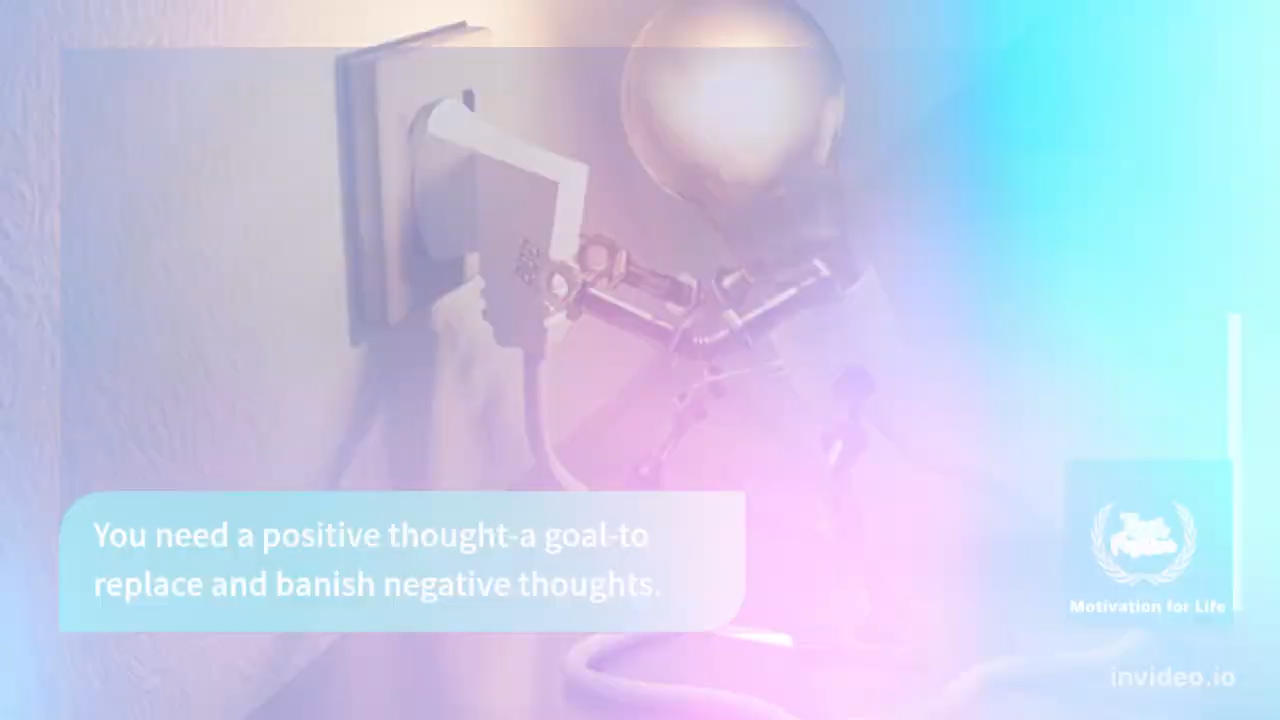 You need a positive thought-a goal-to
replace and banish negative thoughts.
Motivation for Life
invideo.io